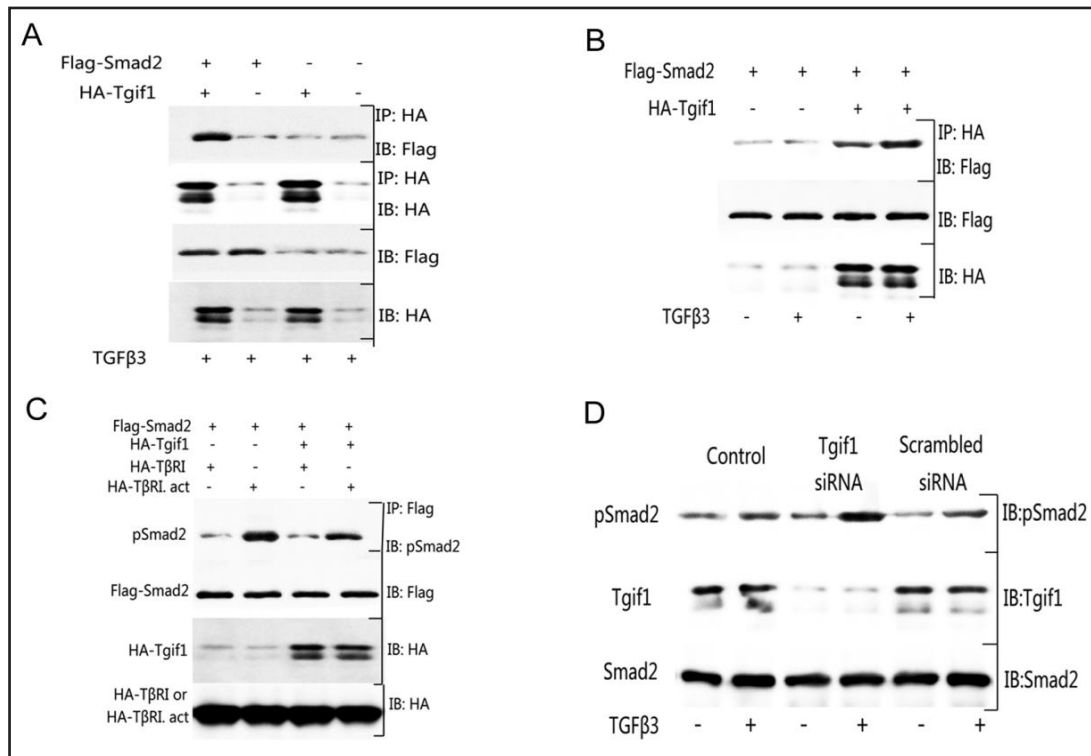 A
Flag-Smad2 + + - -
HA-Tgif1 + - + -
IP: HA
IB: Flag
IP: HA
IB: HA
IB: Flag
IB: HA
TGFβ3 + + + +
B
Flag-Smad2 + + + +
HA-Tgif1 - - + +
IP: HA
IB: Flag
IB: Flag
IB: HA
TGFβ3 - + - +
C
Flag-Smad2 + + + +
HA-Tgif1 - - + +
HA-TβRI + - + -
HA-TβRI. act - + - +
IP: Flag
pSmad2
IB: pSmad2
Flag-Smad2 IB: Flag
HA-Tgif1 IB: HA
HA-TβRI or
HA-TβRI. act IB: HA
D
Control Tgif1 siRNA Scrambled siRNA
pSmad2 IB:pSmad2
Tgif1 IB:Tgif1
Smad2 IB:Smad2
TGFβ3 - + - + - +